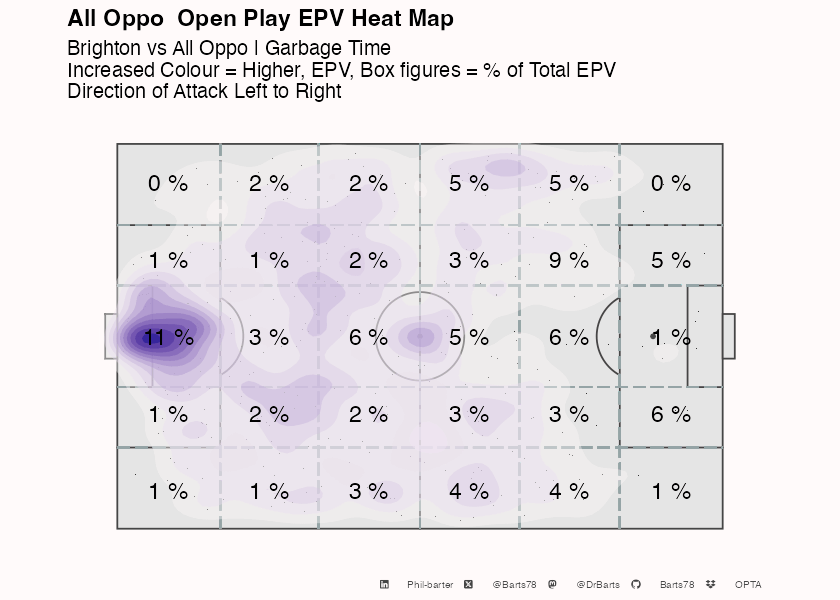 All Oppo  Open Play EPV Heat Map
Brighton vs All Oppo | Garbage Time
Increased Colour = Higher, EPV, Box figures = % of Total EPV
Direction of Attack Left to Right
0 % 2 % 2 % 5 % 5 % 0 %
1 % 1 % 2 % 3 % 9 % 5 %
11 % 3 % 6 % 5 % 6 % 1 %
1 % 2 % 2 % 3 % 3 % 6 %
1 % 1 % 3 % 4 % 4 % 1 %
Phil-barter @Barts78 @DrBarts Barts78 OPTA